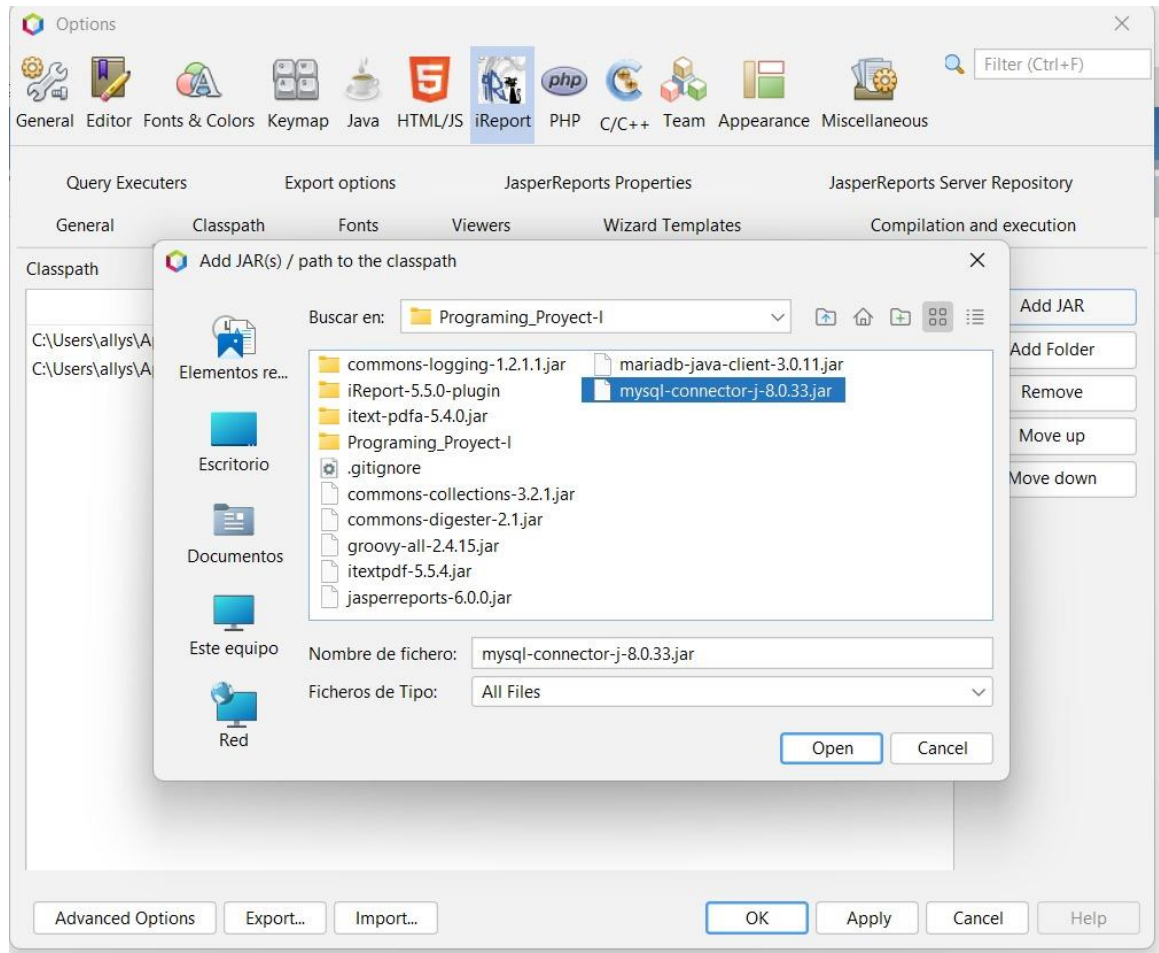 Options
Filter (Ctrl+F)
General Editor Fonts & Colors Keymap Java HTML/JS iReport PHP C/C++ Team Appearance Miscellaneous
Query Executers Export options JasperReports Properties JasperReports Server Repository
General Classpath Fonts Viewers Wizard Templates Compilation and execution
Classpath
Add JAR(s) / path to the classpath
Buscar en: Programing_Proyect-I
Add JAR
Add Folder
Remove
Move up
Move down
C:\Users\allys\A
C:\Users\allys\A
Elementos re...
Escritorio
Documentos
Este equipo
Red
commons-logging-1.2.1.1.jar
iReport-5.5.0-plugin
itext-pdfa-5.4.0.jar
Programing_Proyect-I
.gitignore
commons-collections-3.2.1.jar
commons-digester-2.1.jar
groovy-all-2.4.15.jar
itextpdf-5.5.4.jar
jasperreports-6.0.0.jar
mariadb-java-client-3.0.11.jar
mysql-connector-j-8.0.33.jar
Nombre de fichero: mysql-connector-j-8.0.33.jar
Ficheros de Tipo: All Files
Open Cancel
Advanced Options Export... Import... OK Apply Cancel Help